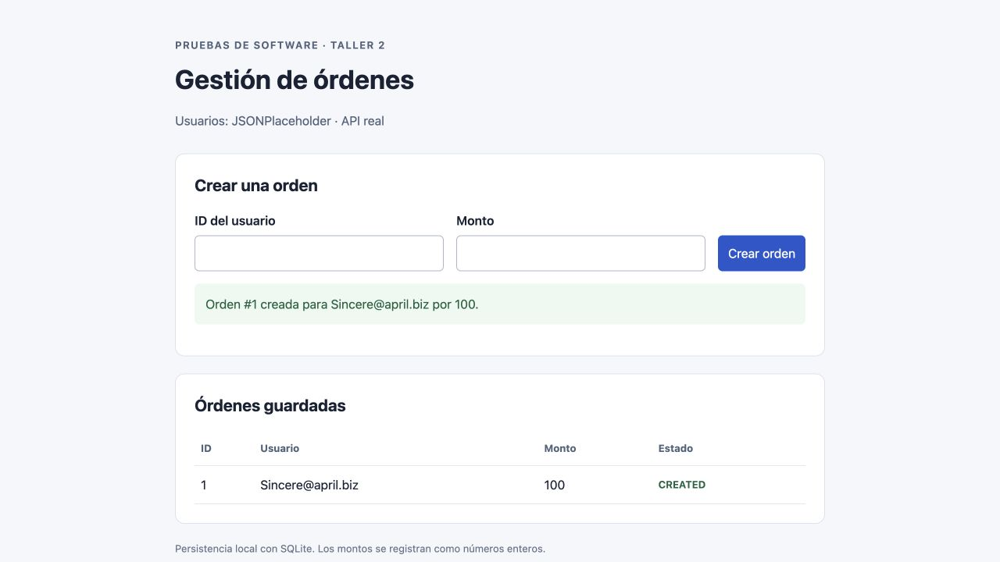 PRUEBAS DE SOFTWARE · TALLER 2
Gestión de órdenes
Usuarios: JSONPlaceholder · API real
Crear una orden
ID del usuario
Monto
Crear orden
Orden #1 creada para Sincere@april.biz por 100.
Órdenes guardadas
ID Usuario Monto Estado
1 Sincere@april.biz 100 CREATED
Persistencia local con SQLite. Los montos se registran como números enteros.